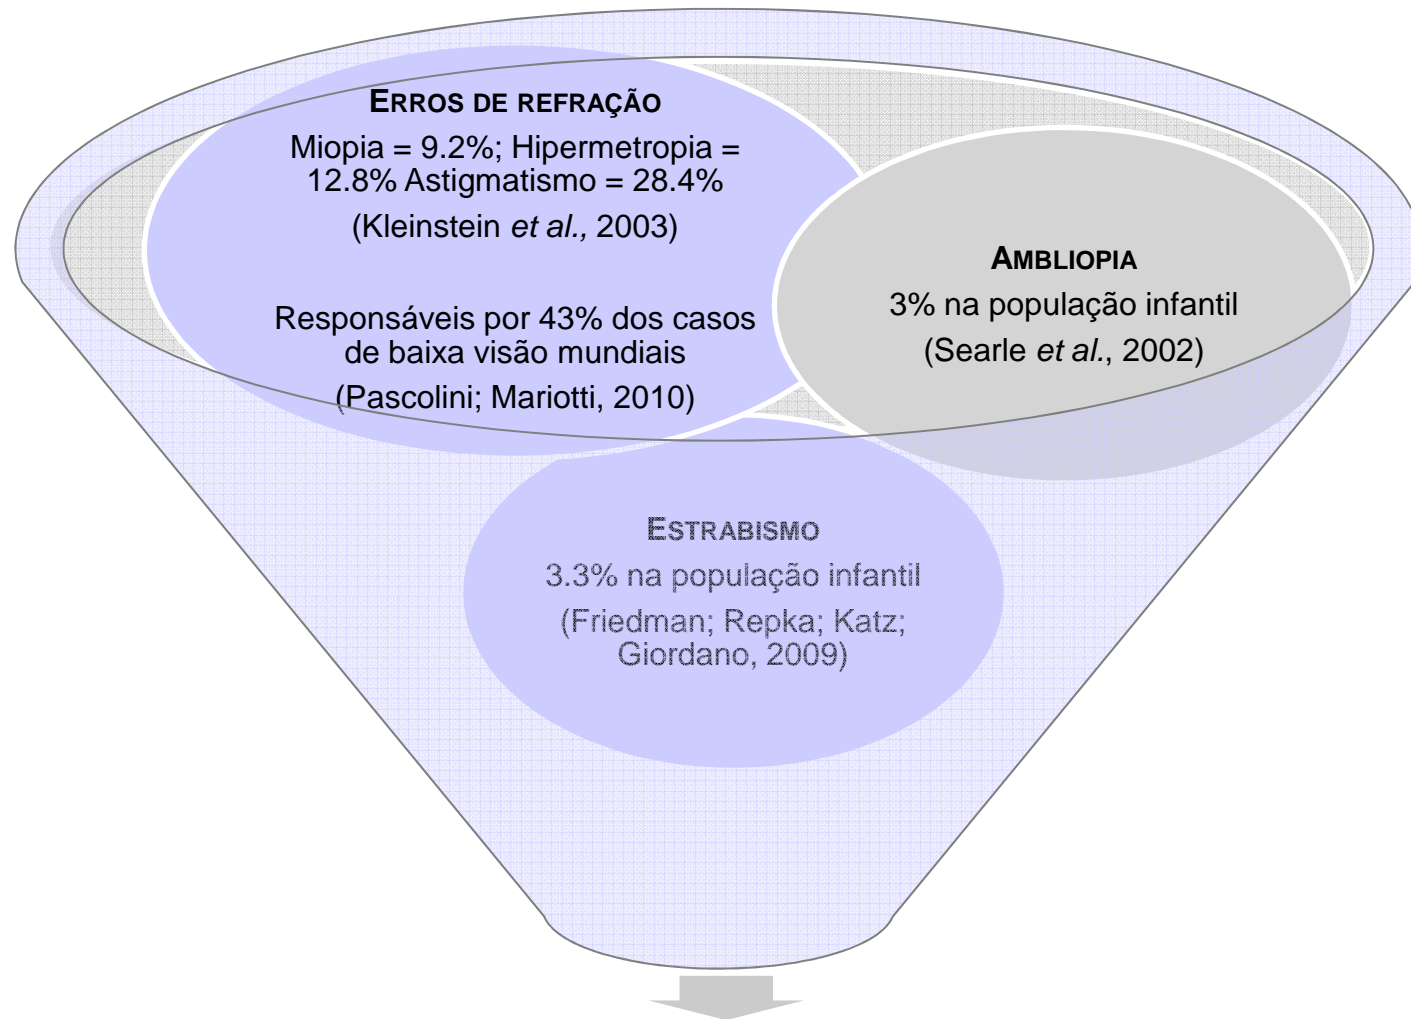 ERROS DE REFRAÇÃO
Miopia = 9.2%; Hipermetropia =
12.8% Astigmatismo = 28.4%
(Kleinstein et al., 2003)
Responsáveis por 43% dos casos
de baixa visão mundiais
(Pascolini; Mariotti, 2010)
AMBLIOPIA
3% na população infantil
(Searle et al., 2002)
ESTRABISMO
3.3% na população infantil
(Friedman; Repka; Katz;
Giordano, 2009)